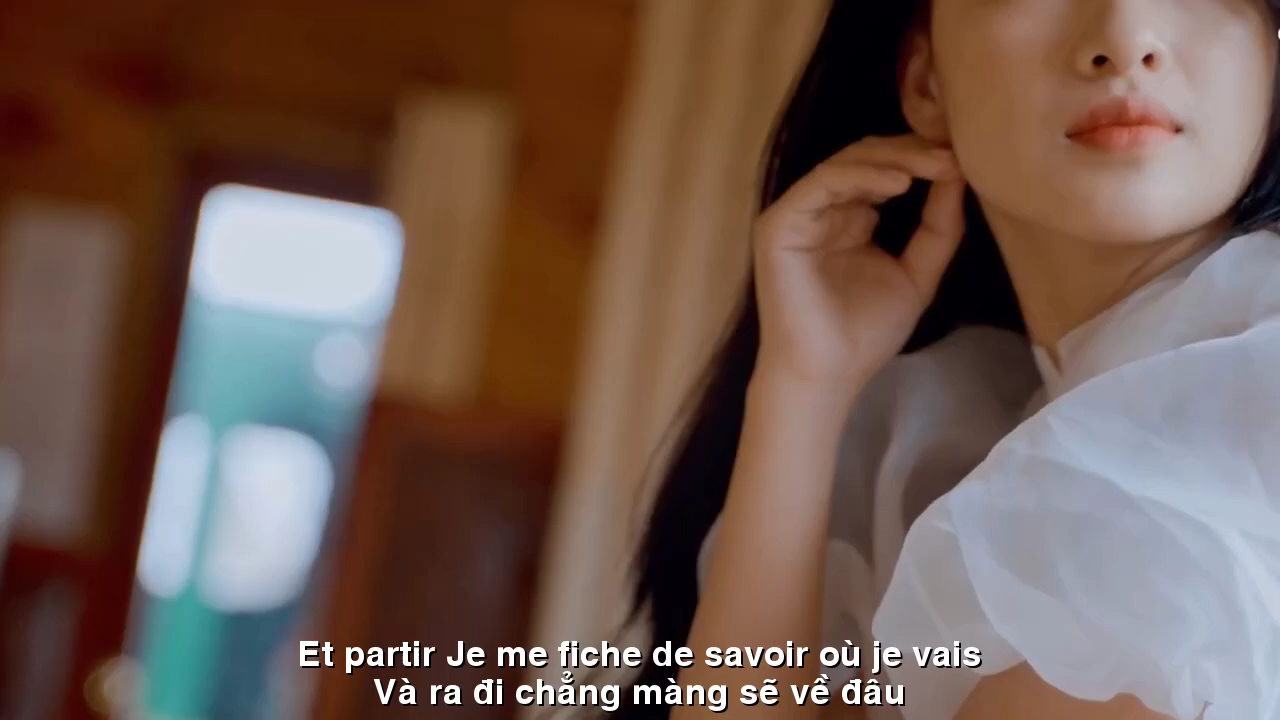 Et partir Je me fiche de savoir où je vais
Và ra đi chẳng màng sẽ về đâu